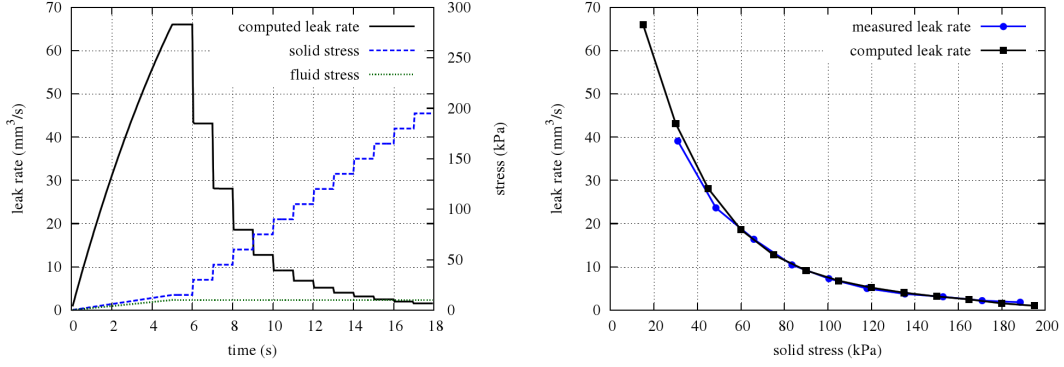 70
60
50
40
30
20
10
0
leak rate (mm³/s)
computed leak rate
solid stress
fluid stress
300
250
200
150
100
50
0
stress (kPa)
0 2 4 6 8 10 12 14 16 18
time (s)
70
60
50
40
30
20
10
0
leak rate (mm³/s)
measured leak rate
computed leak rate
0 20 40 60 80 100 120 140 160 180 200
solid stress (kPa)